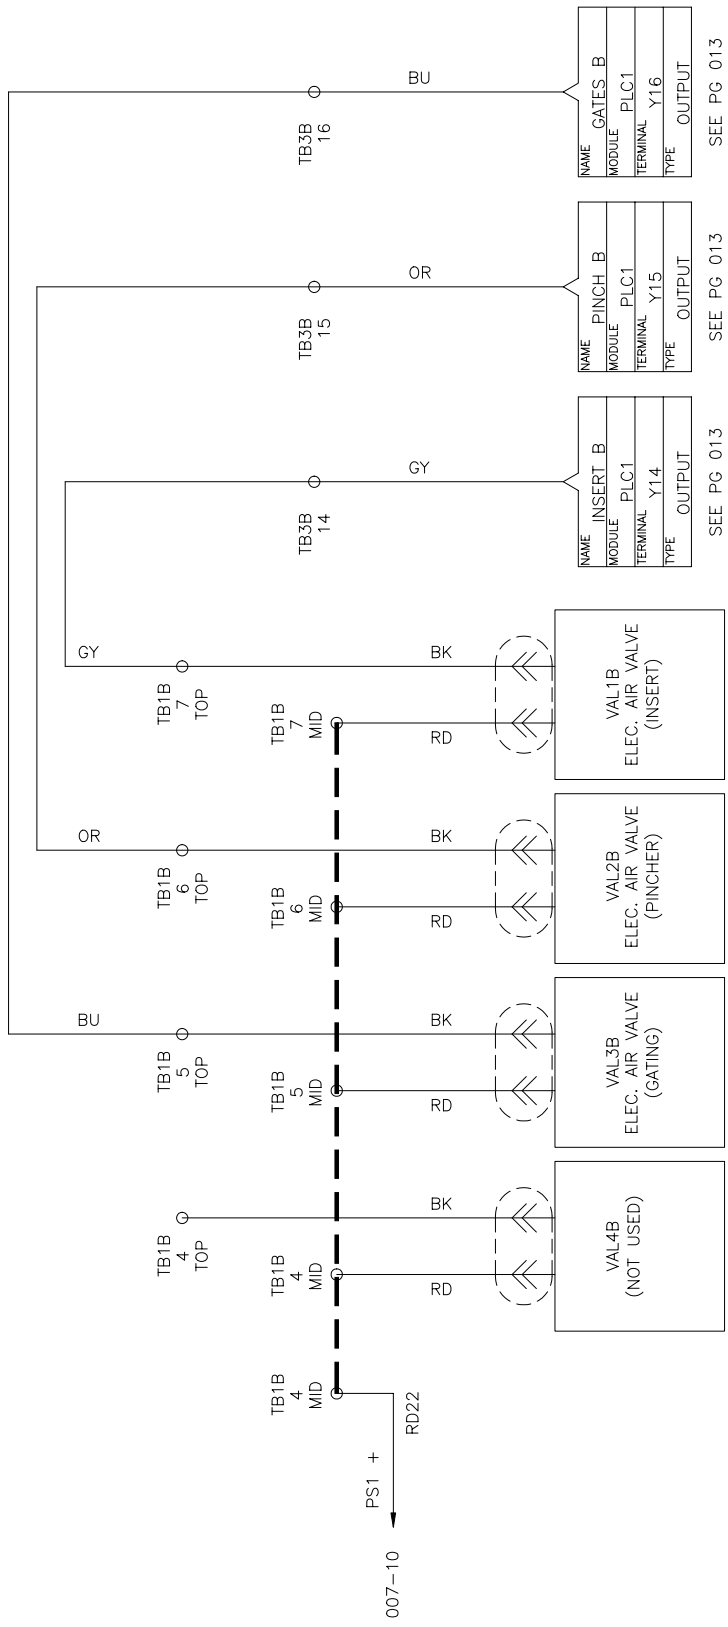 007-10
PS1 +
RD22
TB1B
4
MID
TB1B
4
MID
TB1B
4
TOP
RD
BK
VAL4B
(NOT USED)
TB1B
5
MID
TB1B
5
TOP
BU
RD
BK
VAL3B
ELEC. AIR VALVE
(GATING)
TB1B
6
MID
TB1B
6
TOP
OR
RD
BK
VAL2B
ELEC. AIR VALVE
(PINCHER)
TB1B
7
MID
TB1B
7
TOP
GY
RD
BK
VAL1B
ELEC. AIR VALVE
(INSERT)
TB3B
14
GY
NAME INSERT B
MODULE PLC1
TERMINAL Y14
TYPE OUTPUT
SEE PG 013
TB3B
15
OR
NAME PINCH B
MODULE PLC1
TERMINAL Y15
TYPE OUTPUT
SEE PG 013
TB3B
16
BU
NAME GATES B
MODULE PLC1
TERMINAL Y16
TYPE OUTPUT
SEE PG 013